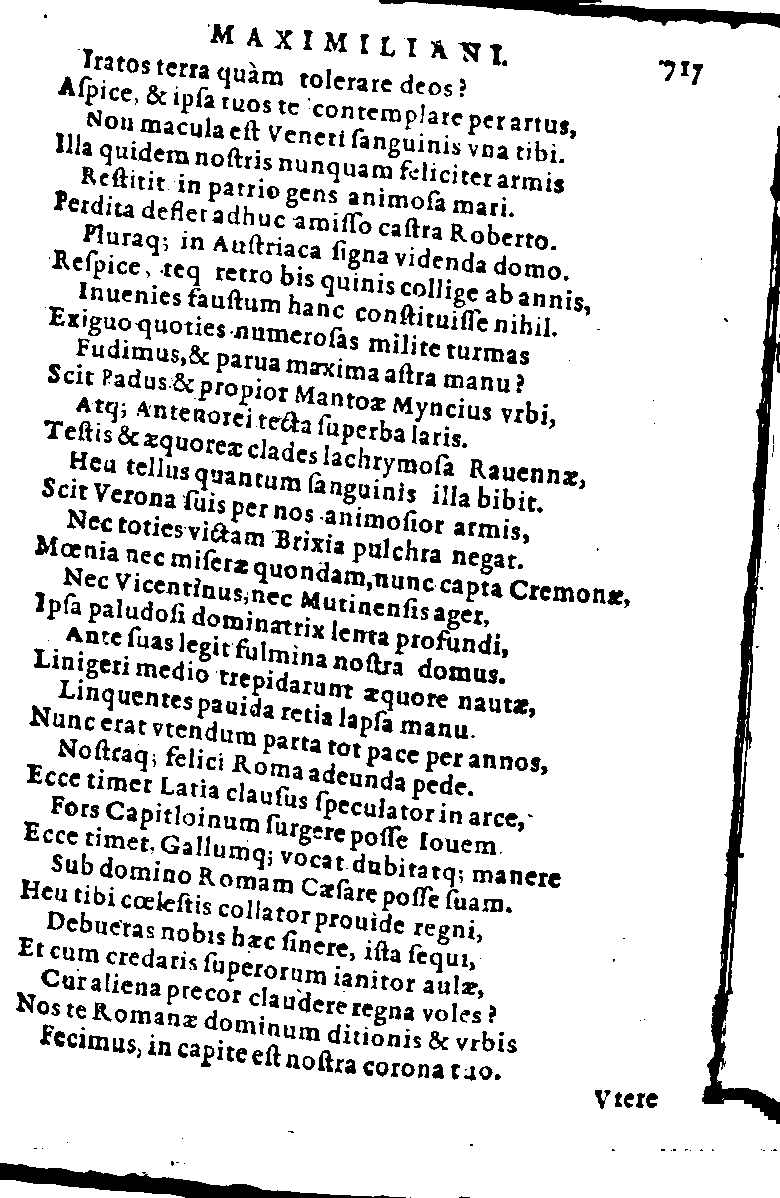 MAXIMILIANI. 717
Iratos terra quàm tolerare deos?
Aſpice, & ipſa tuos te contemplare per artus,
Non macula eſt Veneti ſanguinis vna tibi.
Illa quidem noſtris nunquam feliciter armis
Reſtitit in patrio gens animoſa mari.
Perdita deflet adhuc amiſſo caſtra Roberto.
Pluraq; in Auſtriaca ſigna videnda domo.
Reſpice, teq retro bis quinis collige ab annis,
Inuenies fauſtum hanc conſtituiſſe nihil.
Exiguo quoties numeroſas milite turmas
Fudimus, & parua maxima aſtra manu?
Scit Padus & propior Mantoæ Myncius vrbi,
Atq; Antenorei tecta ſuperba laris.
Teſtis & æquoreæ clades lachrymoſa Rauennæ,
Heu tellus quantum ſanguinis illa bibit.
Scit Verona ſuis per nos animoſior armis,
Nec toties victam Brixia pulchra negat.
Mœnia nec miſeræ quondam, nunc capta Cremonæ,
Nec Vicentinus, nec Mutinenſis ager,
Ipſa paludoſi dominatrix lenta profundi,
Ante ſuas legit fulmina noſtra domus.
Linigeri medio trepidarunt æquore nautæ,
Linquentes pauida retia lapſa manu.
Nunc erat vtendum parta tot pace per annos,
Noſtraq; felici Roma adeunda pede.
Ecce timet Latia clauſus ſpeculator in arce,
Fors Capitloinum ſurgere poſſe Iouem.
Ecce timet, Gallumq; vocat dubitatq; manere
Sub domino Romam Cæſare poſſe ſuam.
Heu tibi cœleſtis collator prouide regni,
Debueras nobis hæc ſinere, iſta ſequi,
Et cum credaris ſuperorum ianitor aulæ,
Cur aliena precor claudere regna voles?
Nos te Romanæ dominum ditionis & vrbis
Fecimus, in capite eſt noſtra corona tuo.
Vtere